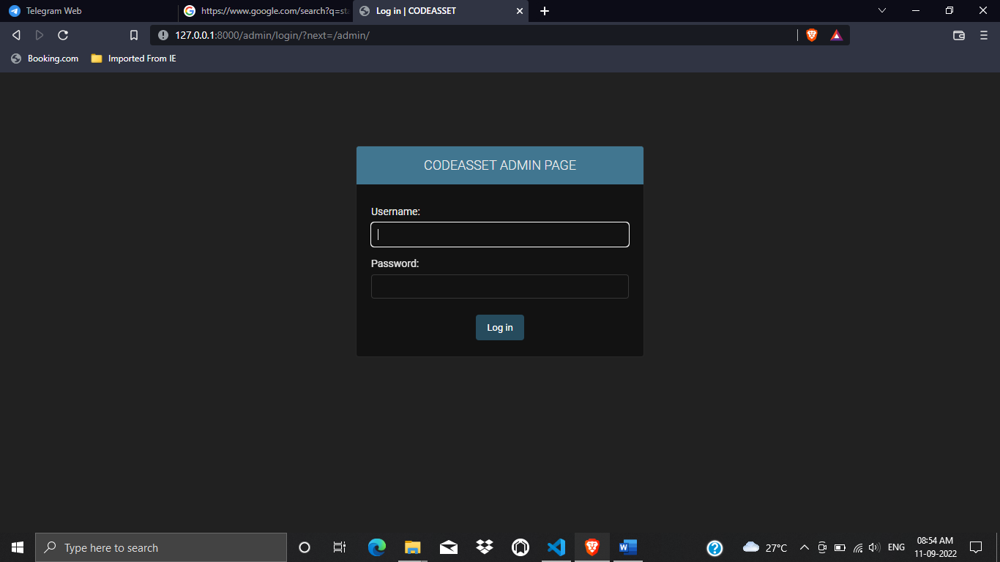 Telegram Web
https://www.google.com/search?q=sta
Log in | CODEASSET
127.0.0.1:8000/admin/login/?next=/admin/
Booking.com
Imported From IE
CODEASSET ADMIN PAGE
Username:
Password:
Log in
Type here to search
27°C
ENG
08:54 AM
11-09-2022